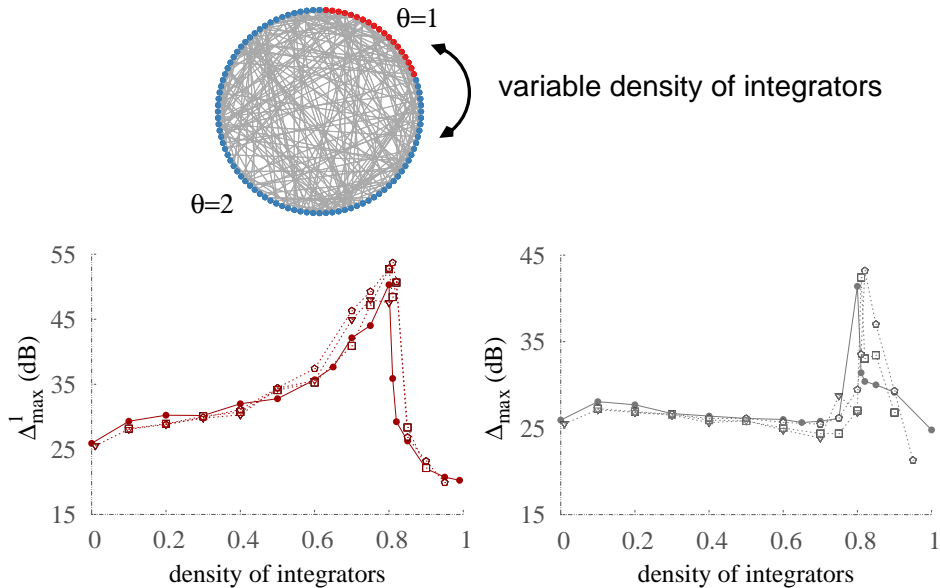 θ=1
variable density of integrators
θ=2
Δ¹max (dB)
55
45
35
25
15
0 0.2 0.4 0.6 0.8 1
density of integrators
Δmax (dB)
45
35
25
15
0 0.2 0.4 0.6 0.8 1
density of integrators